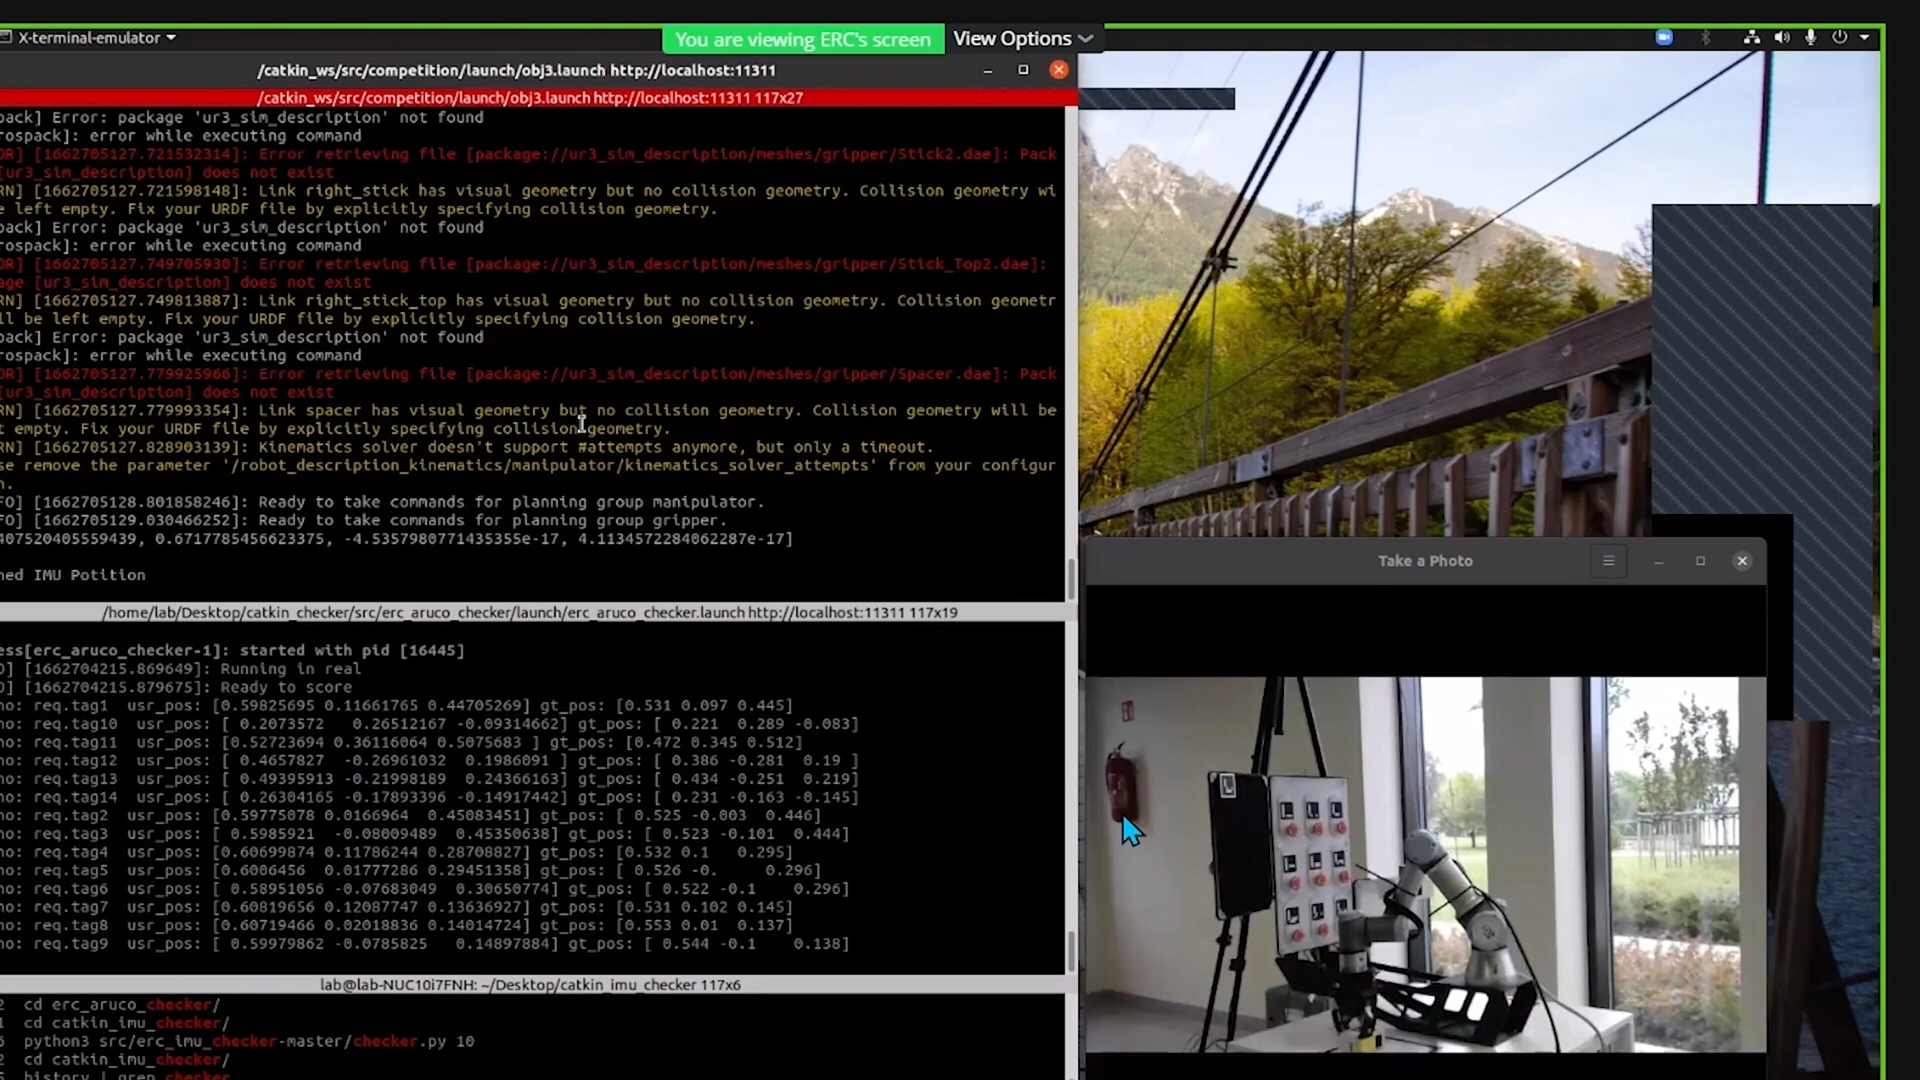 X-terminal-emulator
You are viewing ERC's screen
View Options
/catkin_ws/src/competition/launch/obj3.launch http://localhost:11311
/catkin_ws/src/competition/launch/obj3.launch http://localhost:11311 117x27
pack] Error: package 'ur3_sim_description' not found
rospack]: error while executing command
OR] [1662705127.721532314]: Error retrieving file [package://ur3_sim_description/meshes/gripper/Stick2.dae]: Pack
[ur3_sim_description] does not exist
RN] [1662705127.721598148]: Link right_stick has visual geometry but no collision geometry. Collision geometry wi
e left empty. Fix your URDF file by explicitly specifying collision geometry.
pack] Error: package 'ur3_sim_description' not found
rospack]: error while executing command
OR] [1662705127.749705930]: Error retrieving file [package://ur3_sim_description/meshes/gripper/Stick_Top2.dae]:
age [ur3_sim_description] does not exist
RN] [1662705127.749813887]: Link right_stick_top has visual geometry but no collision geometry. Collision geometr
ll be left empty. Fix your URDF file by explicitly specifying collision geometry.
pack] Error: package 'ur3_sim_description' not found
rospack]: error while executing command
OR] [1662705127.779925966]: Error retrieving file [package://ur3_sim_description/meshes/gripper/Spacer.dae]: Pack
[ur3_sim_description] does not exist
RN] [1662705127.779993354]: Link spacer has visual geometry but no collision geometry. Collision geometry will be
t empty. Fix your URDF file by explicitly specifying collision geometry.
RN] [1662705127.828903139]: Kinematics solver doesn't support #attempts anymore, but only a timeout.
se remove the parameter '/robot_description_kinematics/manipulator/kinematics_solver_attempts' from your configur
n.
FO] [1662705128.801858246]: Ready to take commands for planning group manipulator.
FO] [1662705129.030466252]: Ready to take commands for planning group gripper.
407520405559439, 0.6717785456623375, -4.5357980771435355e-17, 4.1134572284062287e-17]
ned IMU Potition
/home/lab/Desktop/catkin_checker/src/erc_aruco_checker/launch/erc_aruco_checker.launch http://localhost:11311 117x19
ess[erc_aruco_checker-1]: started with pid [16445]
O] [1662704215.869649]: Running in real
O] [1662704215.879675]: Ready to score
no: req.tag1  usr_pos: [0.59825695 0.11661765 0.44705269] gt_pos: [0.531 0.097 0.445]
no: req.tag10  usr_pos: [ 0.2073572   0.26512167 -0.09314662] gt_pos: [ 0.221  0.289 -0.083]
no: req.tag11  usr_pos: [0.52723694 0.36116064 0.5075683 ] gt_pos: [0.472 0.345 0.512]
no: req.tag12  usr_pos: [ 0.4657827  -0.26961032  0.1986091 ] gt_pos: [ 0.386 -0.281  0.19 ]
no: req.tag13  usr_pos: [ 0.49395913 -0.21998189  0.24366163] gt_pos: [ 0.434 -0.251  0.219]
no: req.tag14  usr_pos: [ 0.26304165 -0.17893396 -0.14917442] gt_pos: [ 0.231 -0.163 -0.145]
no: req.tag2  usr_pos: [0.59775078 0.0166964  0.45083451] gt_pos: [ 0.525 -0.003  0.446]
no: req.tag3  usr_pos: [ 0.5985921  -0.08009489  0.45350638] gt_pos: [ 0.523 -0.101  0.444]
no: req.tag4  usr_pos: [0.60699874 0.11786244 0.28708827] gt_pos: [0.532 0.1   0.295]
no: req.tag5  usr_pos: [0.6006456  0.01777286 0.29451358] gt_pos: [ 0.526 -0.     0.296]
no: req.tag6  usr_pos: [ 0.58951056 -0.07683049  0.30650774] gt_pos: [ 0.522 -0.1    0.296]
no: req.tag7  usr_pos: [0.60819656 0.12087747 0.13636927] gt_pos: [0.531 0.102 0.145]
no: req.tag8  usr_pos: [0.60719466 0.02018836 0.14014724] gt_pos: [0.553 0.01  0.137]
no: req.tag9  usr_pos: [ 0.59979862 -0.0785825   0.14897884] gt_pos: [ 0.544 -0.1    0.138]
lab@lab-NUC10i7FNH: ~/Desktop/catkin_imu_checker 117x6
2  cd erc_aruco_checker/
1  cd catkin_imu_checker/
5  python3 src/erc_imu_checker-master/checker.py 10
2  cd catkin_imu_checker/
history | grep checker
Take a Photo